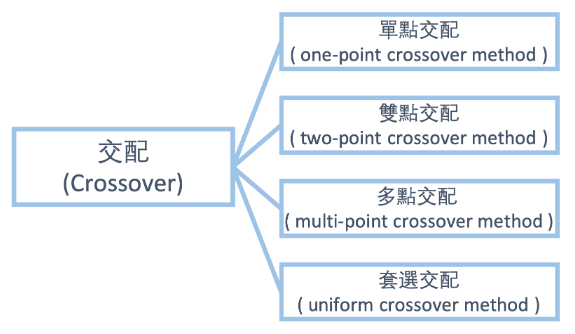 交配
(Crossover)
單點交配
( one-point crossover method )
雙點交配
( two-point crossover method )
多點交配
( multi-point crossover method )
套選交配
( uniform crossover method )